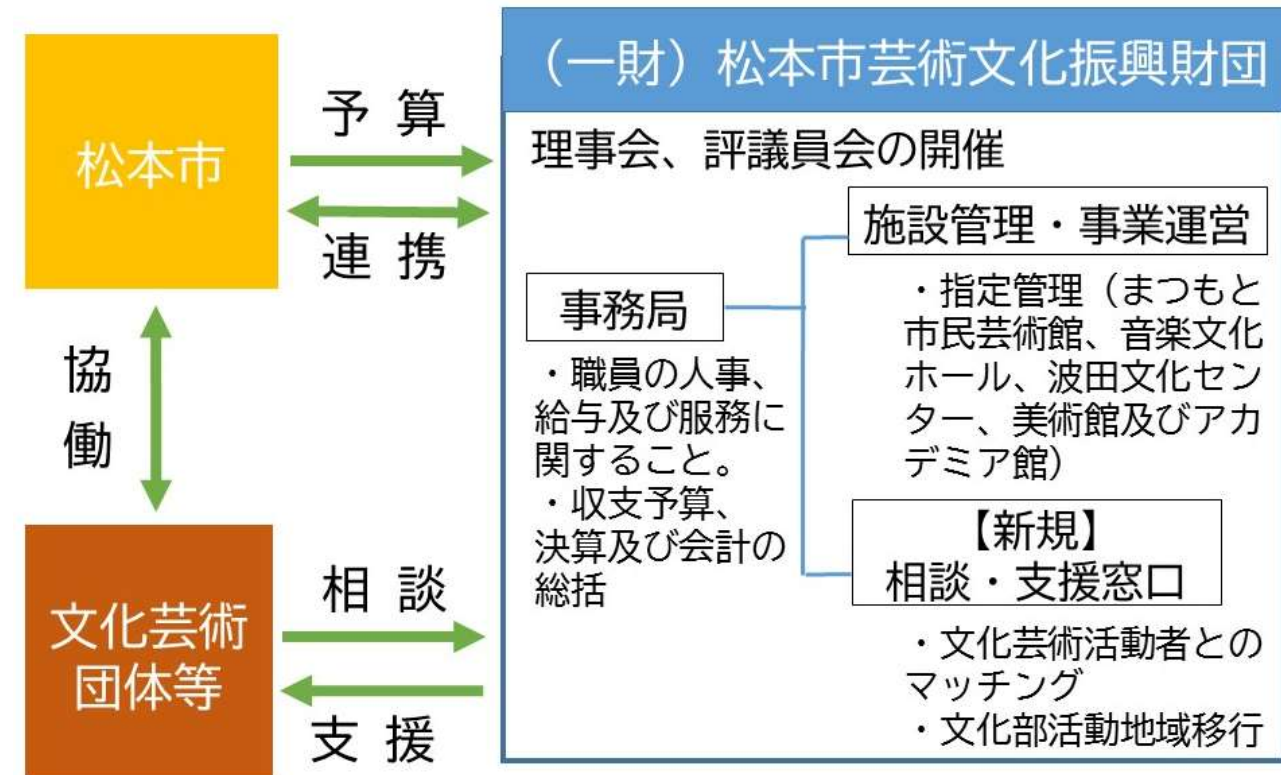 松本市
予算
連携
協
働
文化芸術
団体等
相談
支援
（一財）松本市芸術文化振興財団
理事会、評議員会の開催
事務局
・職員の人事、
給与及び服務に
関すること。
・収支予算、
決算及び会計の
総括
施設管理・事業運営
・指定管理（まつもと
市民芸術館、音楽文化
ホール、波田文化セン
ター、美術館及びアカ
デミア館）
【新規】
相談・支援窓口
・文化芸術活動者との
マッチング
・文化部活動地域移行